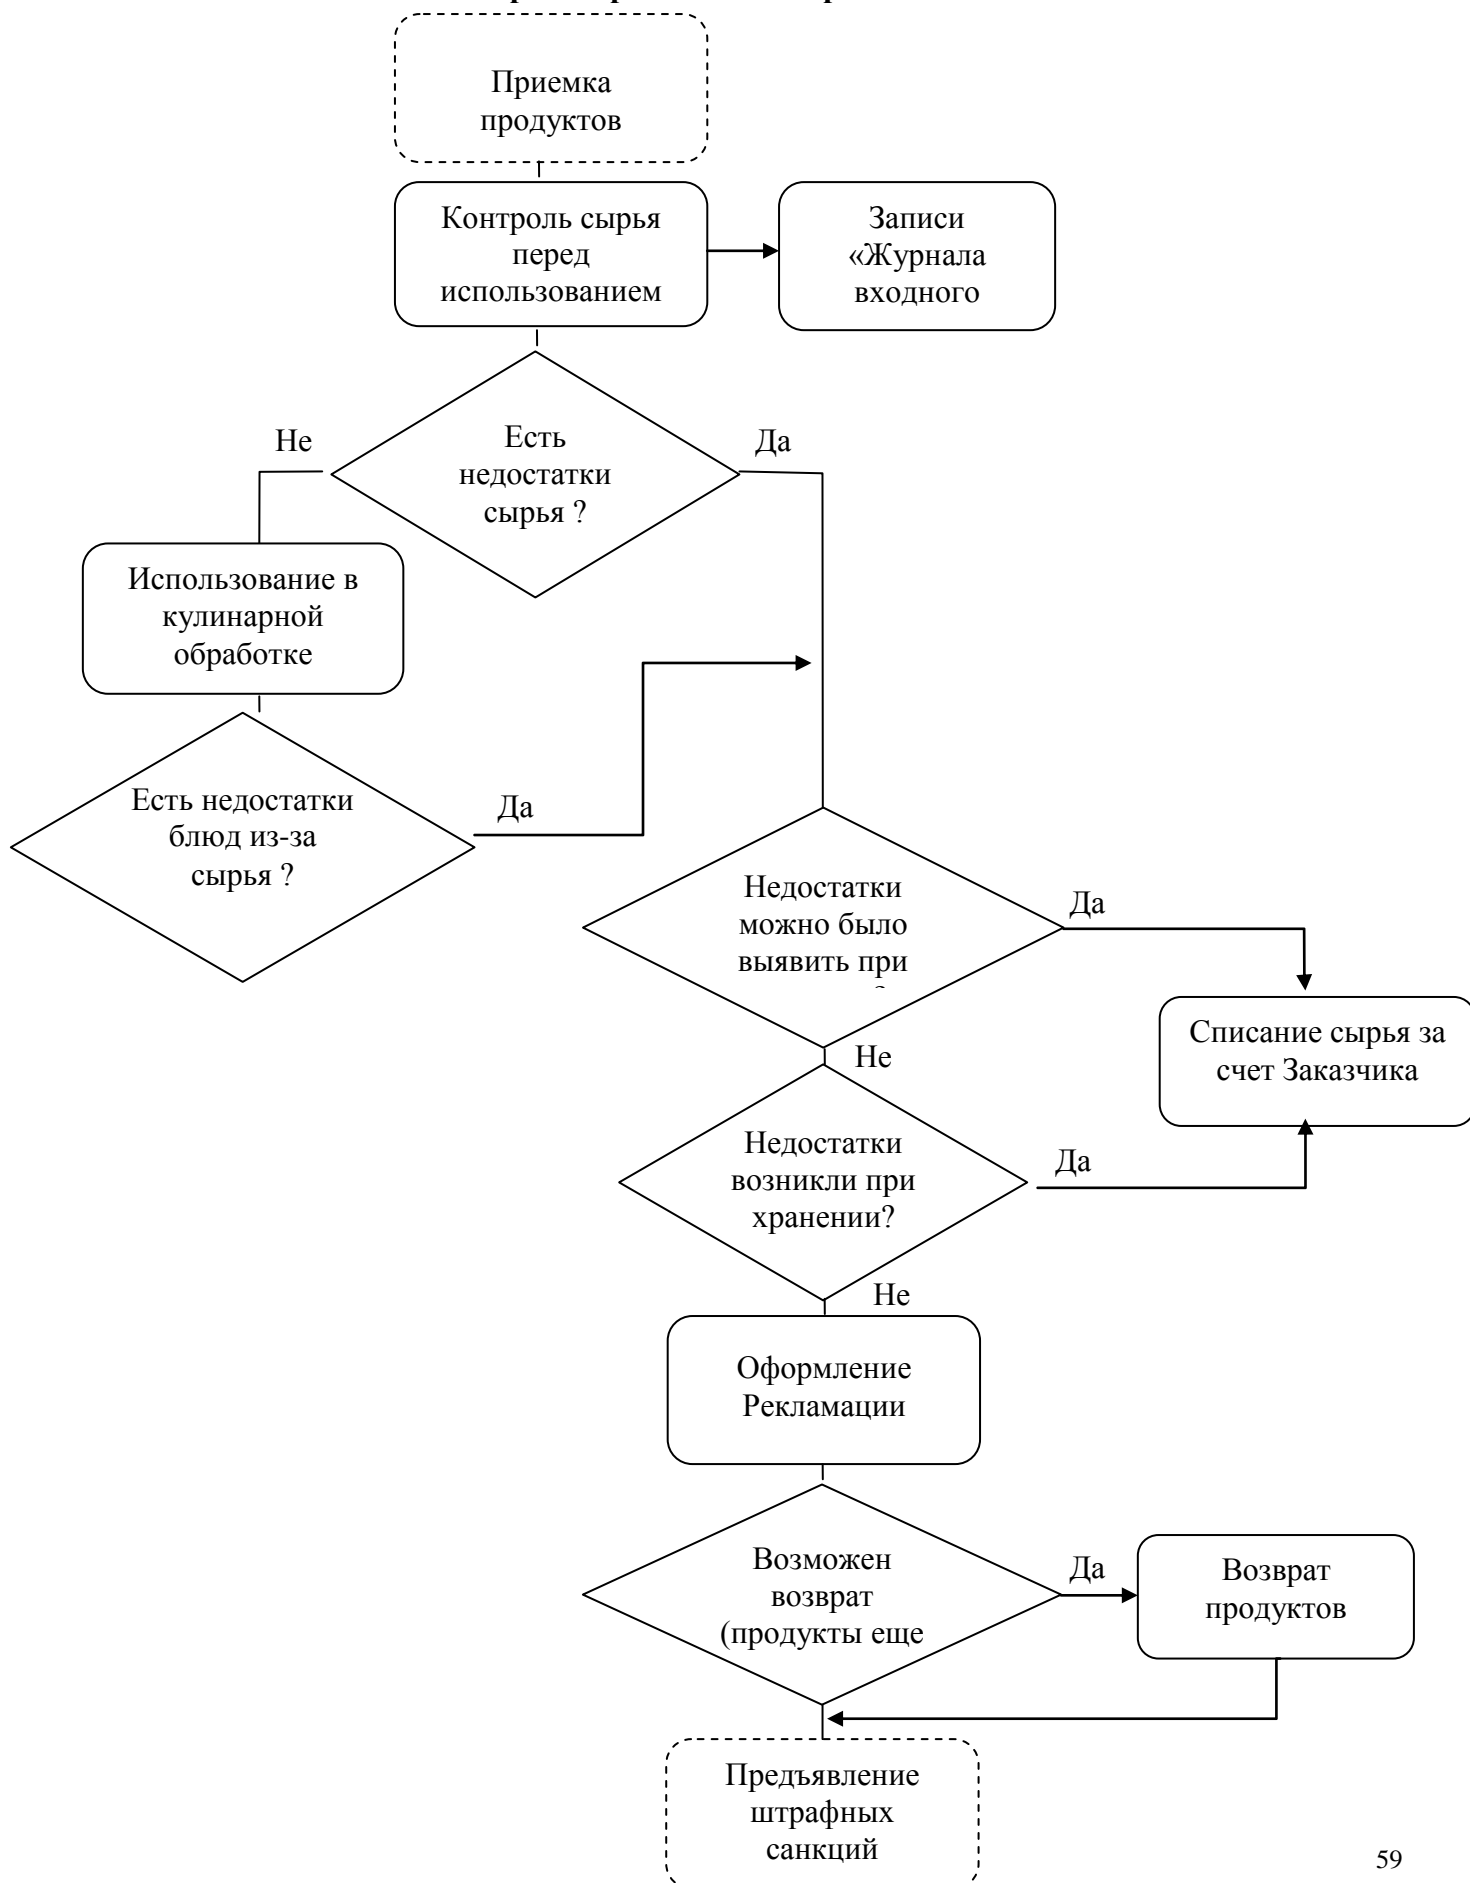 Приемка
продуктов
Контроль сырья
перед
использованием
Записи
«Журнала
входного
Не
Есть
недостатки
сырья ?
Да
Использование в
кулинарной
обработке
Есть недостатки
блюд из-за
сырья ?
Да
Недостатки
можно было
выявить при
Да
Списание сырья за
счет Заказчика
Не
Недостатки
возникли при
хранении?
Да
Не
Оформление
Рекламации
Возможен
возврат
(продукты еще
Да
Возврат
продуктов
Предъявление
штрафных
санкций
59